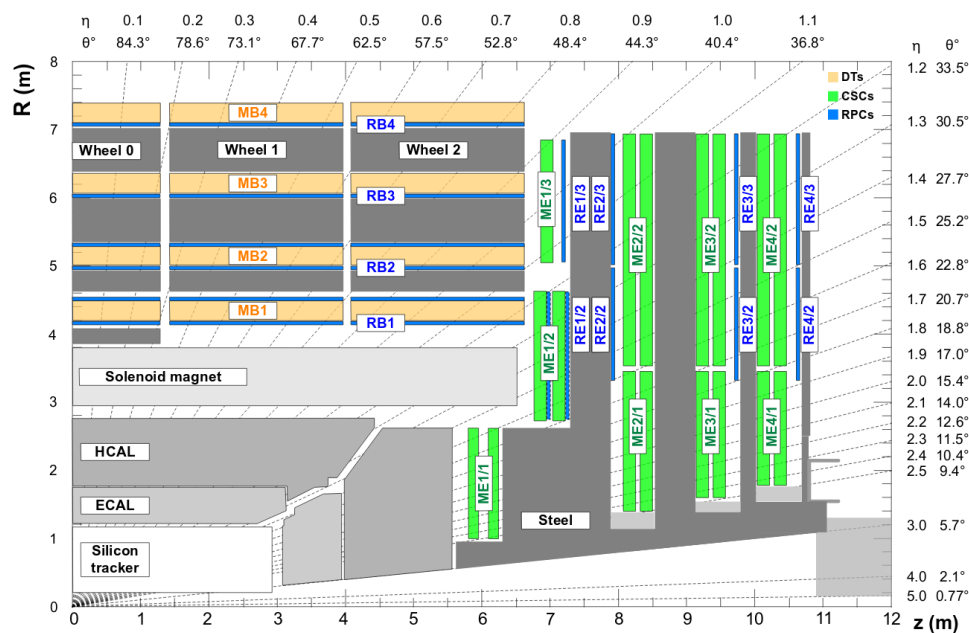 η 0.1 0.2 0.3 0.4 0.5 0.6 0.7 0.8 0.9 1.0 1.1
θ° 84.3° 78.6° 73.1° 67.7° 62.5° 57.5° 52.8° 48.4° 44.3° 40.4° 36.8° η θ°
R (m)
8
7
6
5
4
3
2
1
0
1.2 33.5°
1.3 30.5°
1.4 27.7°
1.5 25.2°
1.6 22.8°
1.7 20.7°
1.8 18.8°
1.9 17.0°
2.0 15.4°
2.1 14.0°
2.2 12.6°
2.3 11.5°
2.4 10.4°
2.5 9.4°
3.0 5.7°
4.0 2.1°
5.0 0.77°
DTs
CSCs
RPCs
MB4
RB4
Wheel 0 Wheel 1 Wheel 2
MB3
RB3
MB2
RB2
MB1
RB1
Solenoid magnet
HCAL
ECAL
Silicon
tracker
Steel
ME1/3
RE1/3
RE2/3
ME2/2
ME3/2
RE3/3
ME4/2
RE4/3
ME1/2
RE1/2
RE2/2
RE3/2
RE4/2
ME1/1
ME2/1
ME3/1
ME4/1
0 1 2 3 4 5 6 7 8 9 10 11 12
z (m)